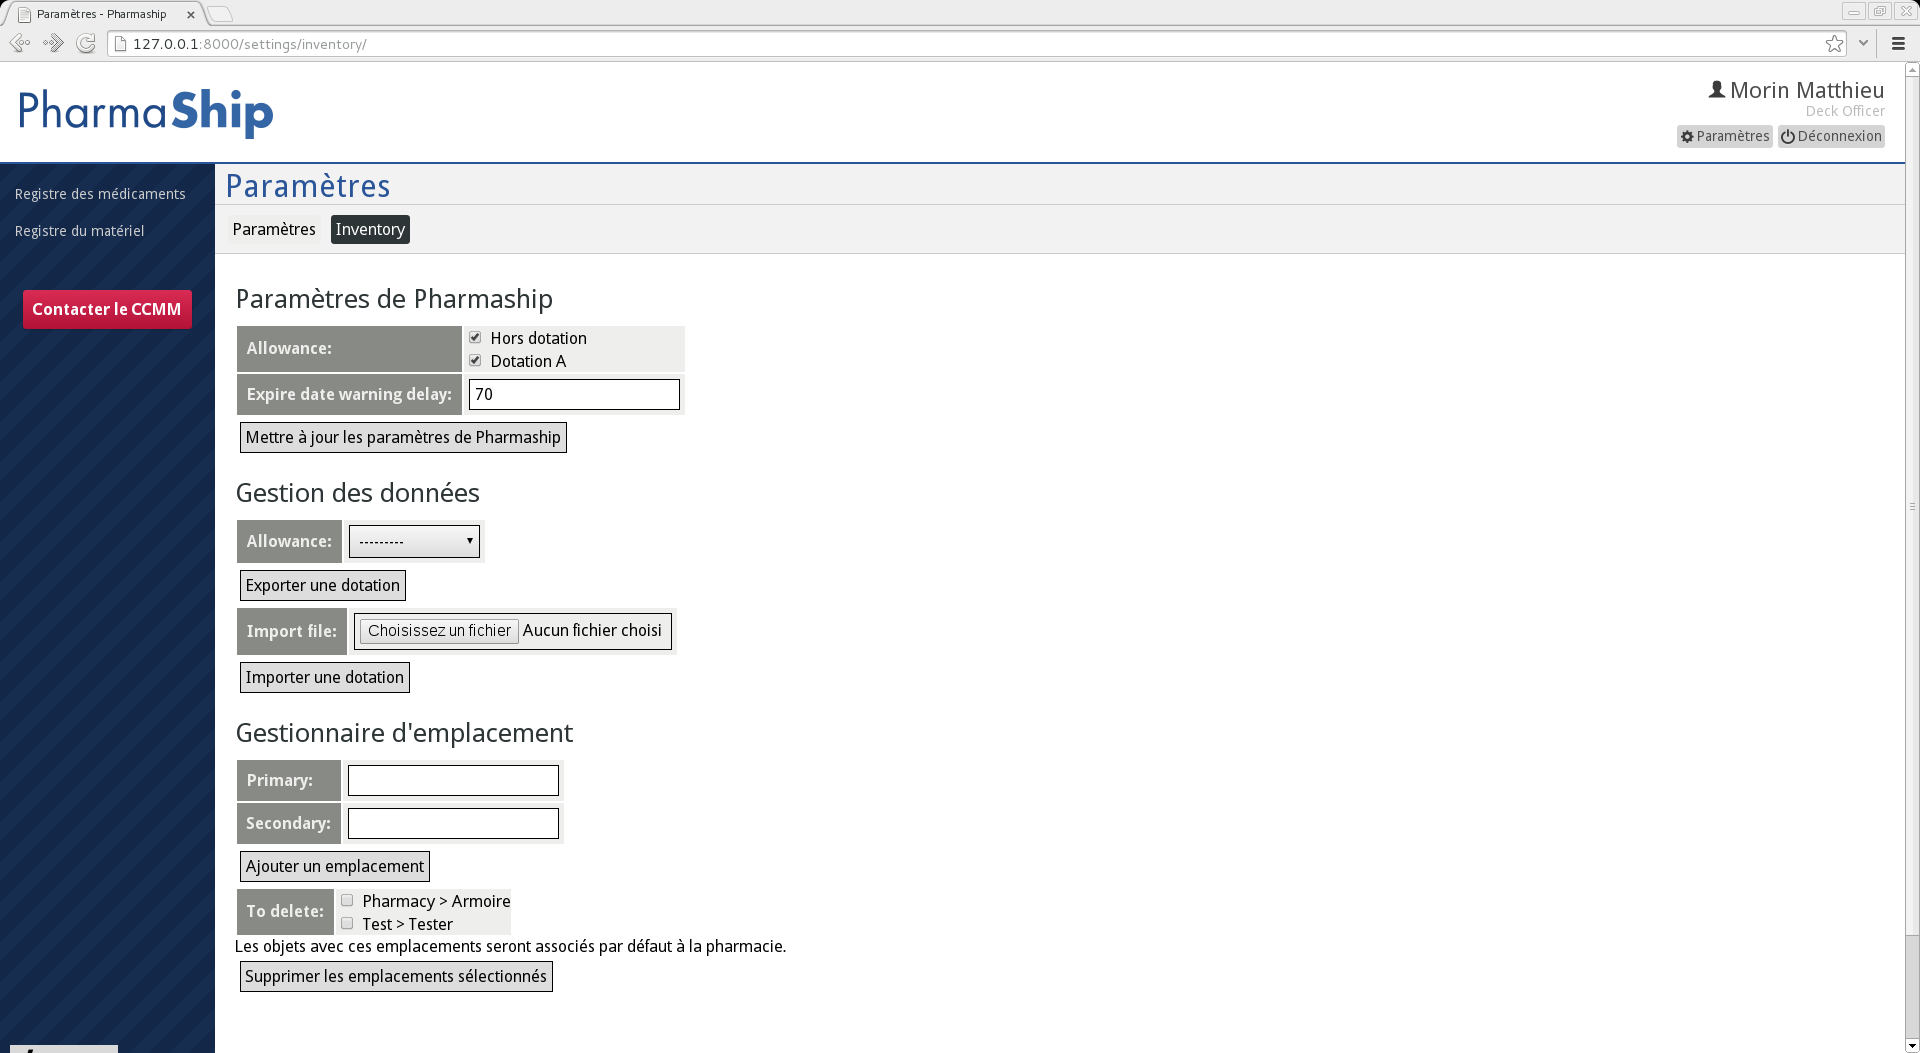 Paramètres - Pharmaship
127.0.0.1:8000/settings/inventory/
PharmaShip
Morin Matthieu
Deck Officer
Paramètres
Déconnexion
Registre des médicaments
Registre du matériel
Contacter le CCMM
Paramètres
Paramètres
Inventory
Paramètres de Pharmaship
Allowance:
Hors dotation
Dotation A
Expire date warning delay:
70
Mettre à jour les paramètres de Pharmaship
Gestion des données
Allowance:
---------
Exporter une dotation
Import file:
Choisissez un fichier
Aucun fichier choisi
Importer une dotation
Gestionnaire d'emplacement
Primary:
Secondary:
Ajouter un emplacement
To delete:
Pharmacy > Armoire
Test > Tester
Les objets avec ces emplacements seront associés par défaut à la pharmacie.
Supprimer les emplacements sélectionnés